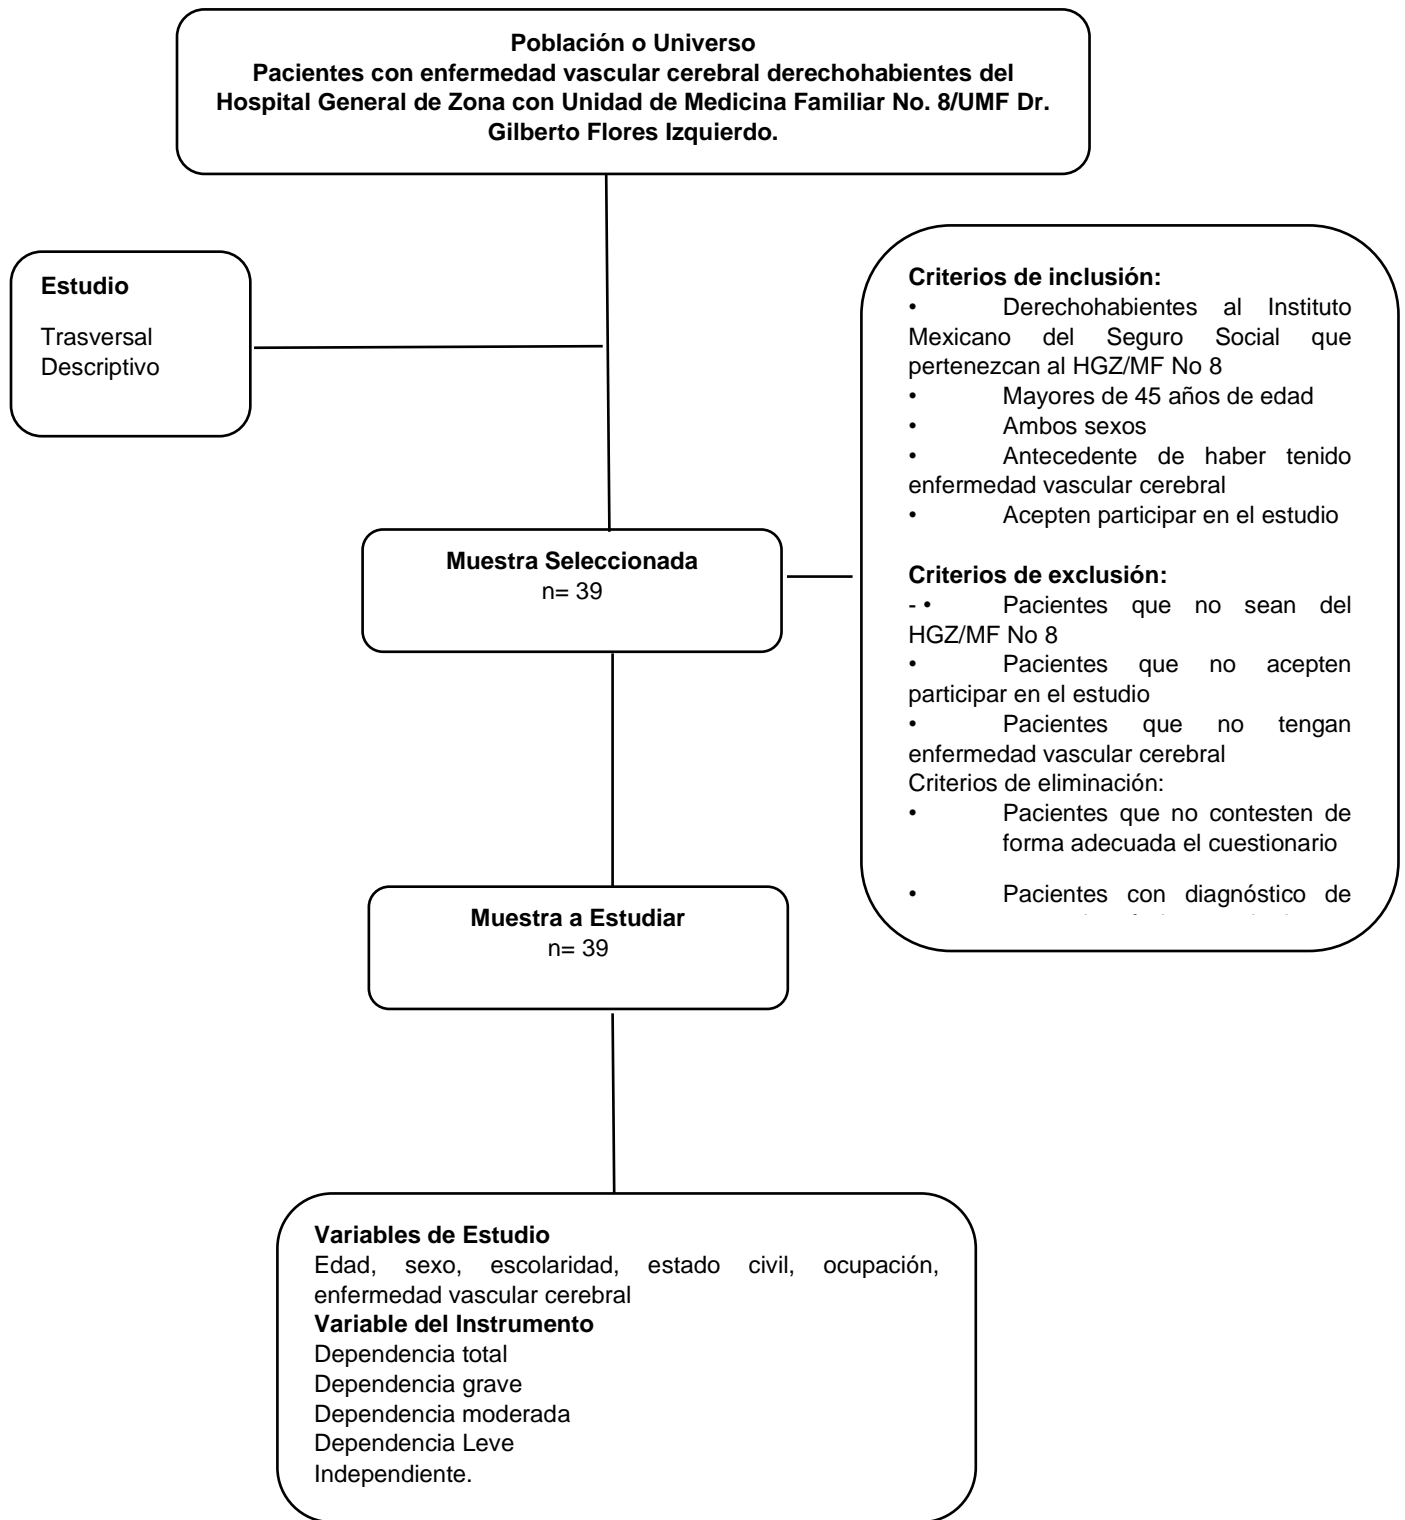 Población o Universo
Pacientes con enfermedad vascular cerebral derechohabientes del
Hospital General de Zona con Unidad de Medicina Familiar No. 8/UMF Dr.
Gilberto Flores Izquierdo.
Estudio
Trasversal
Descriptivo
Criterios de inclusión:
• Derechohabientes al Instituto
Mexicano del Seguro Social que
pertenezcan al HGZ/MF No 8
• Mayores de 45 años de edad
• Ambos sexos
• Antecedente de haber tenido
enfermedad vascular cerebral
• Acepten participar en el estudio
Criterios de exclusión:
- • Pacientes que no sean del
HGZ/MF No 8
• Pacientes que no acepten
participar en el estudio
• Pacientes que no tengan
enfermedad vascular cerebral
Criterios de eliminación:
• Pacientes que no contesten de
forma adecuada el cuestionario
• Pacientes con diagnóstico de
Muestra Seleccionada
n= 39
Muestra a Estudiar
n= 39
Variables de Estudio
Edad, sexo, escolaridad, estado civil, ocupación,
enfermedad vascular cerebral
Variable del Instrumento
Dependencia total
Dependencia grave
Dependencia moderada
Dependencia Leve
Independiente.